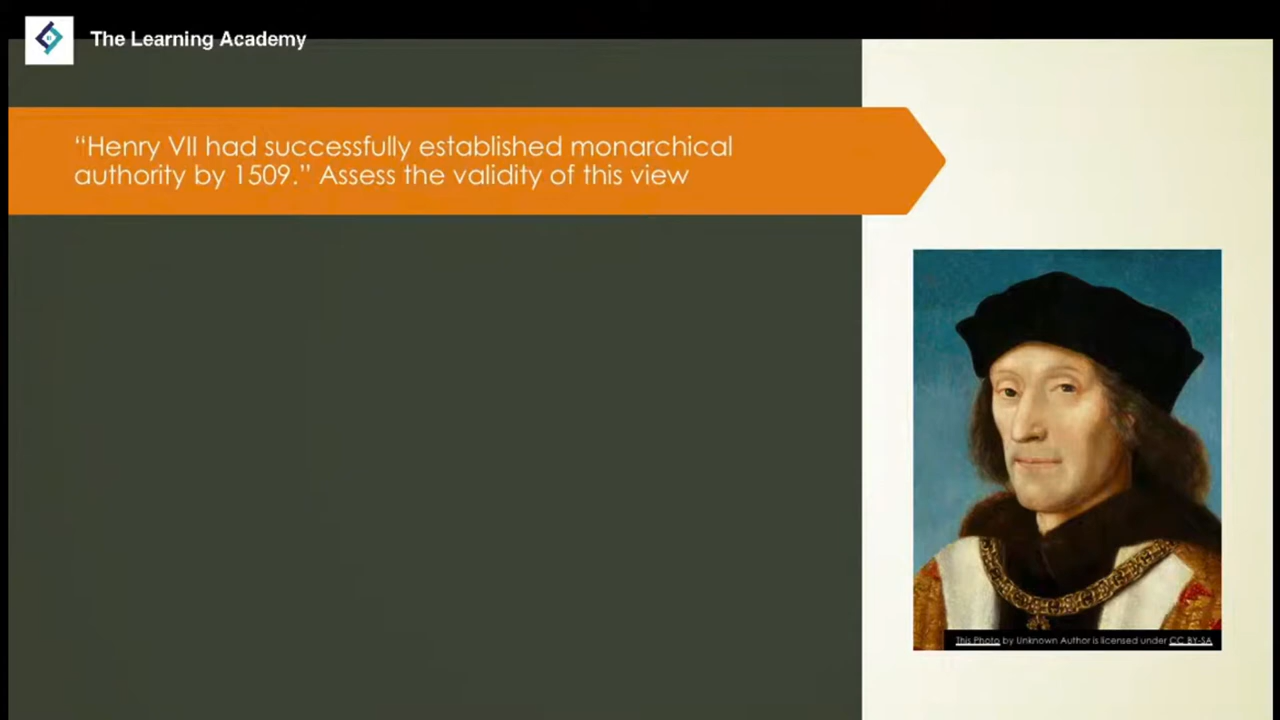 The Learning Academy
“Henry VII had successfully established monarchical
authority by 1509.” Assess the validity of this view
This Photo by Unknown Author is licensed under CC BY-SA